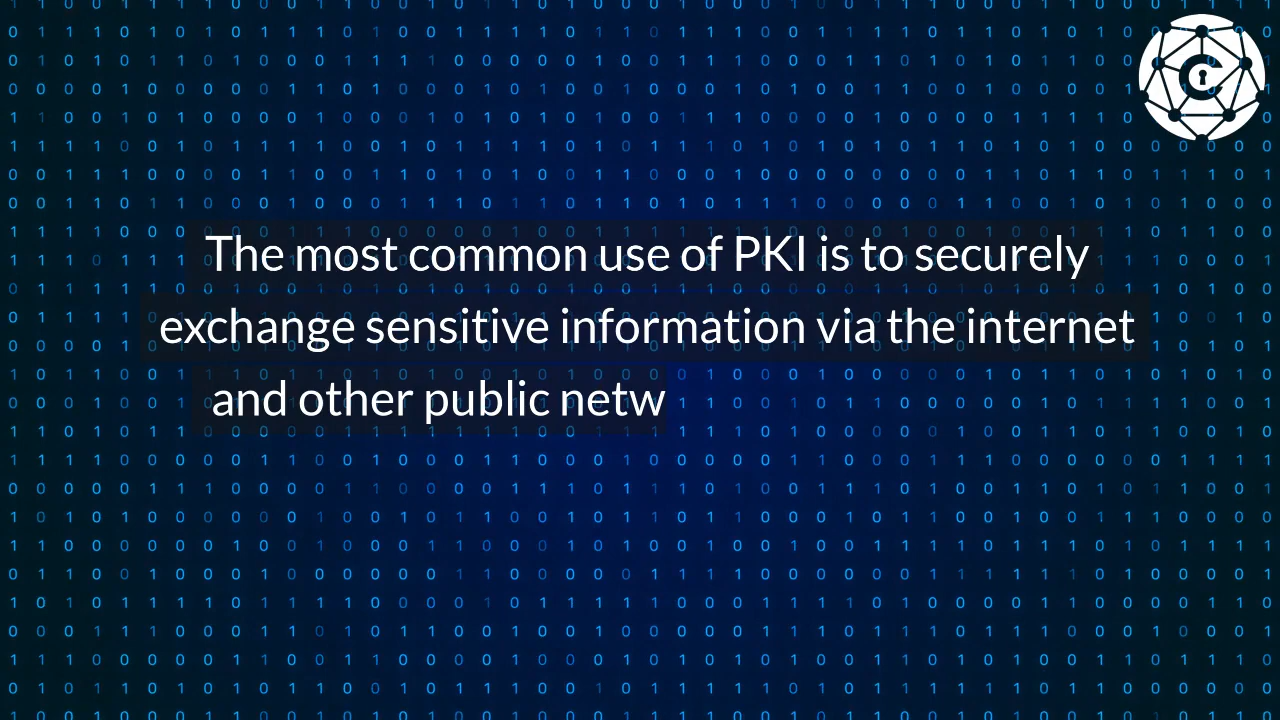 The most common use of PKI is to securely
exchange sensitive information via the internet
and other public netw